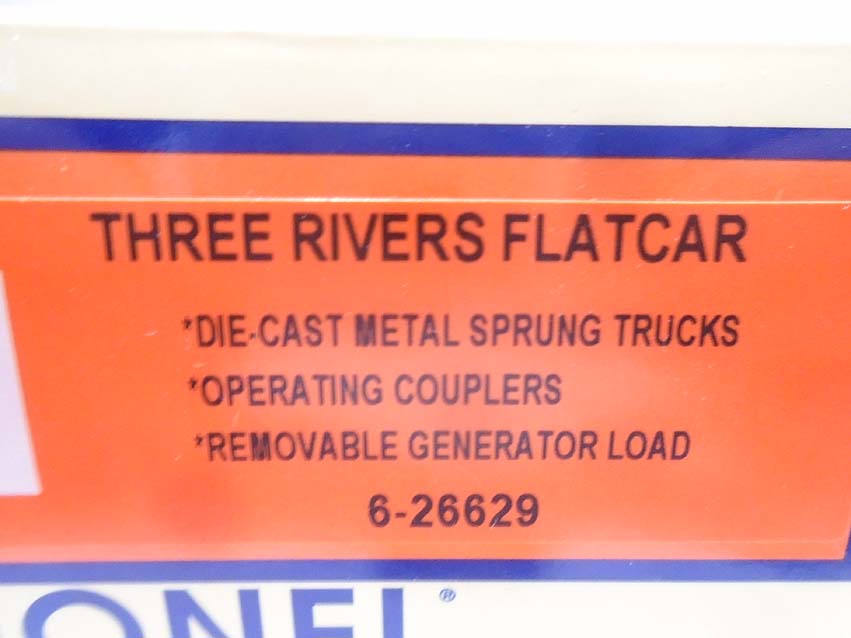 THREE RIVERS FLATCAR
*DIE-CAST METAL SPRUNG TRUCKS
*OPERATING COUPLERS
*REMOVABLE GENERATOR LOAD
6-26629